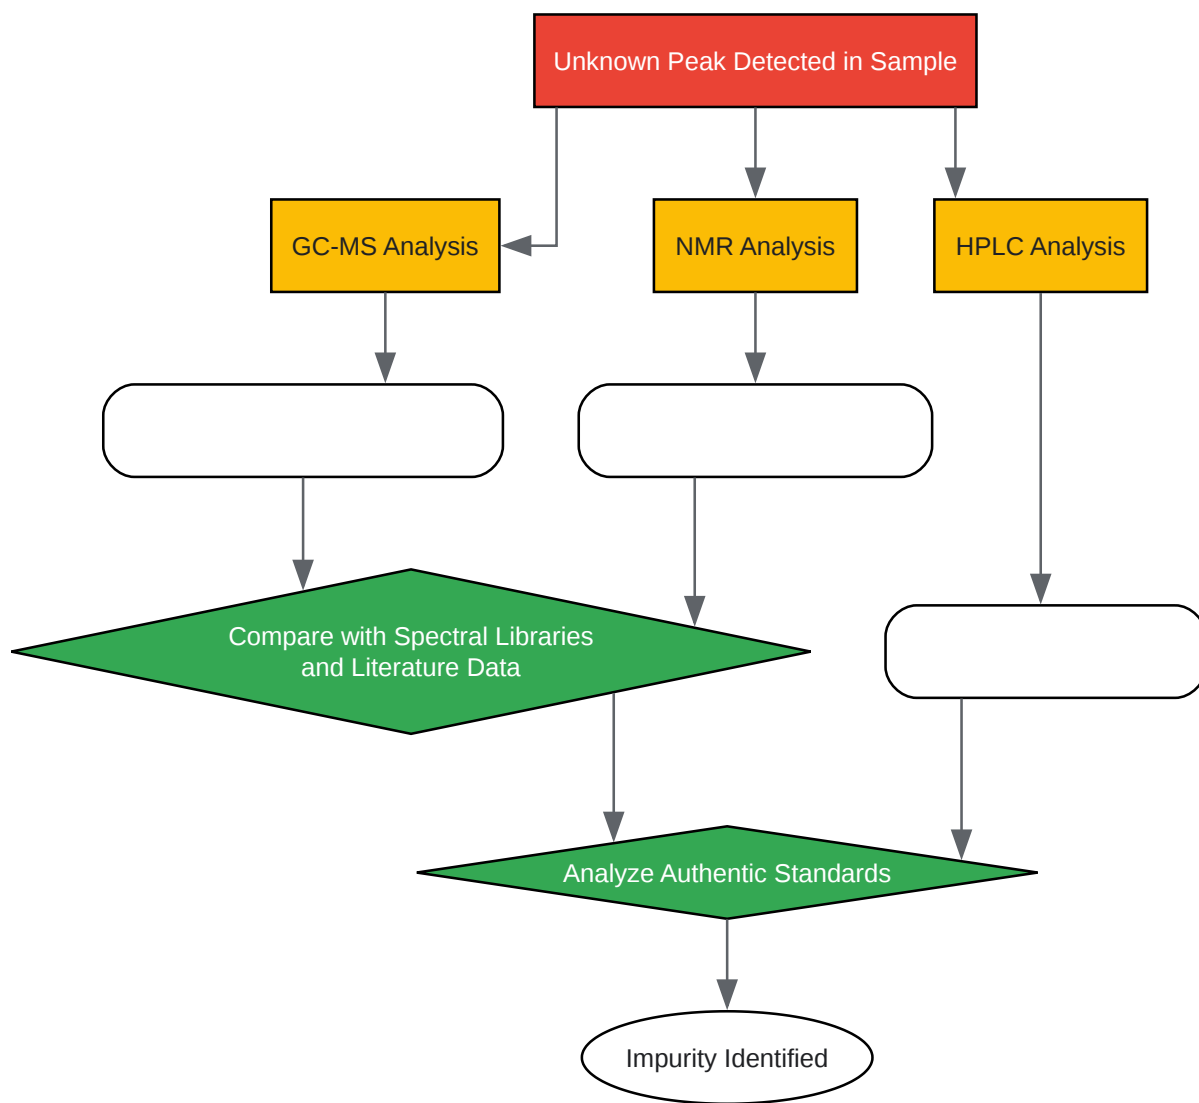 Unknown Peak Detected in Sample
GC-MS Analysis
NMR Analysis
HPLC Analysis
Compare with Spectral Libraries
and Literature Data
Analyze Authentic Standards
Impurity Identified